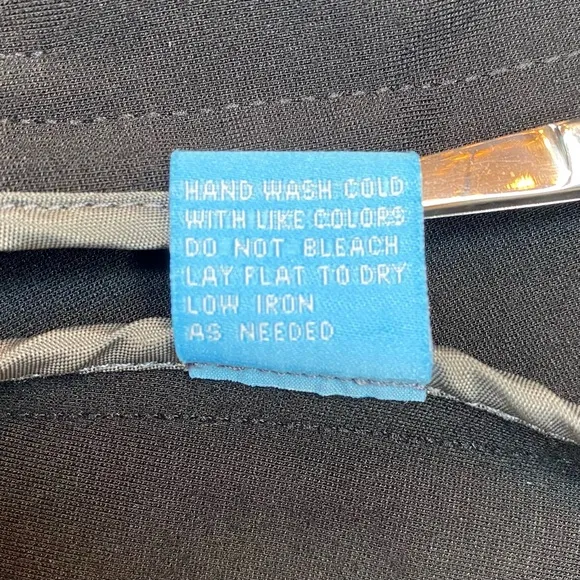 HAND WASH COLD
WITH LIKE COLORS
DO NOT BLEACH
LAY FLAT TO DRY
LOW IRON
AS NEEDED